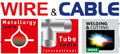 WIRE & CABLE
Metallurgy
Tube
International
WELDING
& CUTTING